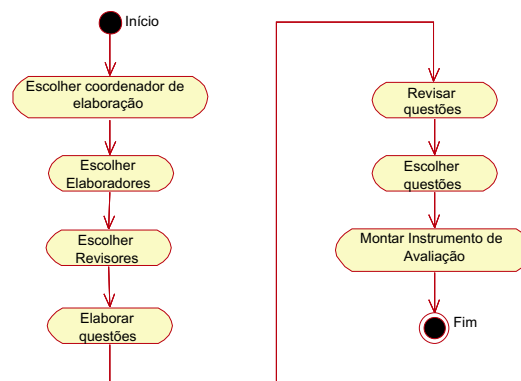 Início
Escolher coordenador de
elaboração
Escolher
Elaboradores
Escolher
Revisores
Elaborar
questões
Revisar
questões
Escolher
questões
Montar Instrumento de
Avaliação
Fim